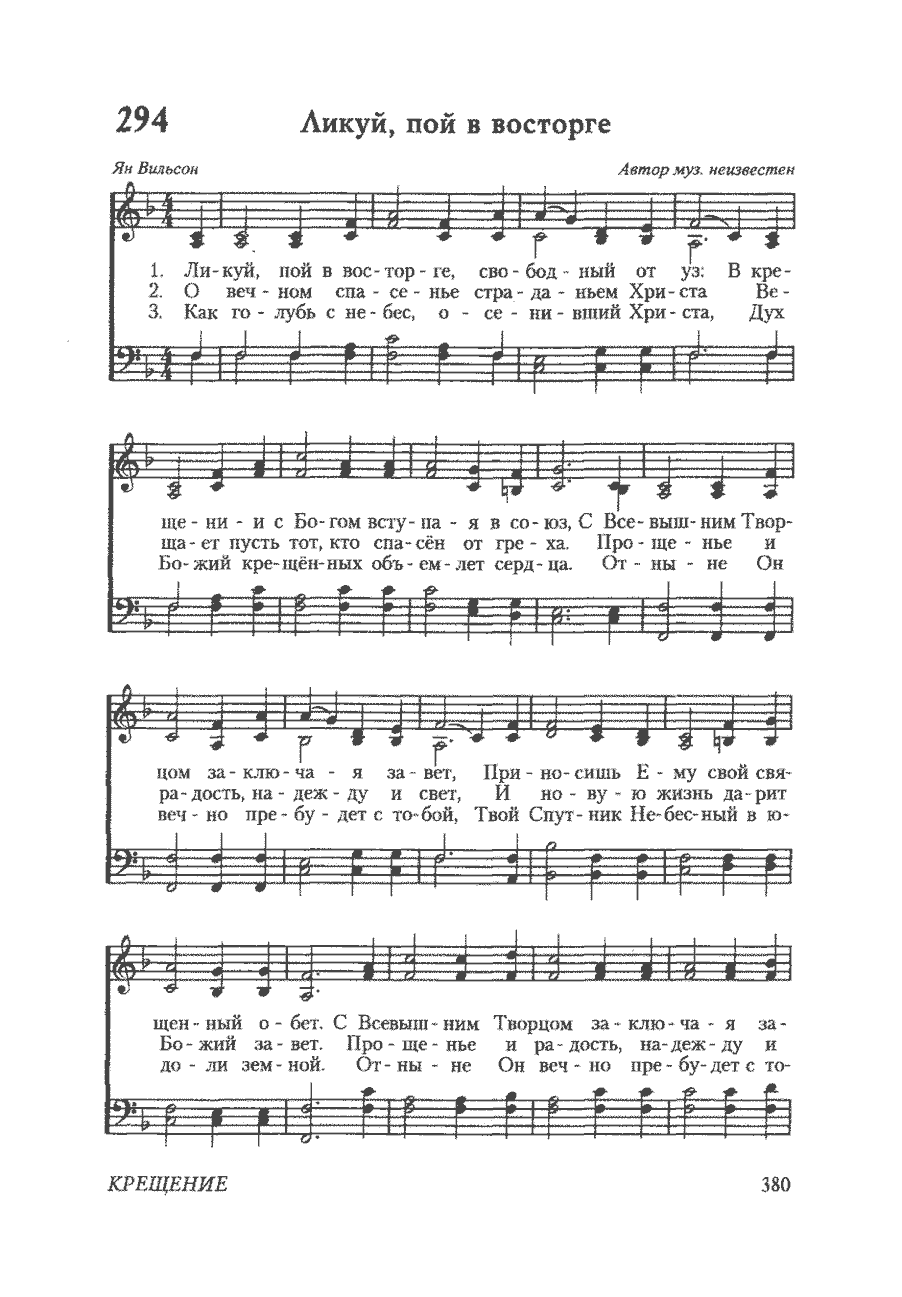 294 Ликуй, пой в восторге
Ян Вильсон Автор муз. неизвестен
1. Ли-куй, пой в вос-тор-ге, сво-бод-ный от уз: В кре-
2. О веч-ном спа-се-нье стра-да-ньем Хри-ста Ве-
3. Как го-лубь с не-бес, о-се-ни-вший Хри-ста, Дух
ще-ни-и с Бо-гом всту-па-я в со-юз, С Все-выш-ним Твор-
ща-ет пусть тот, кто спа-сён от гре-ха. Про-ще-нье и
Бо-жий кре-щён-ных объ-ем-лет серд-ца. От-ны-не Он
цом за-клю-ча-я за-вет, При-но-сишь Е-му свой свя-
ра-дость, на-деж-ду и свет, И но-ву-ю жизнь да-рит
веч-но пре-бу-дет с то-бой, Твой Спут-ник Не-бес-ный в ю-
щен-ный о-бет. С Всевыш-ним Творцом за-клю-ча-я за-
Бо-жий за-вет. Про-ще-нье и ра-дость, на-деж-ду и
до-ли зем-ной. От-ны-не Он веч-но пре-бу-дет с то-
КРЕЩЕНИЕ 380